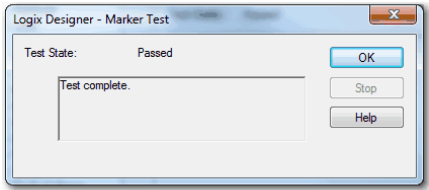 Logix Designer - Marker Test
Test State: Passed
OK
Test complete.
Stop
Help